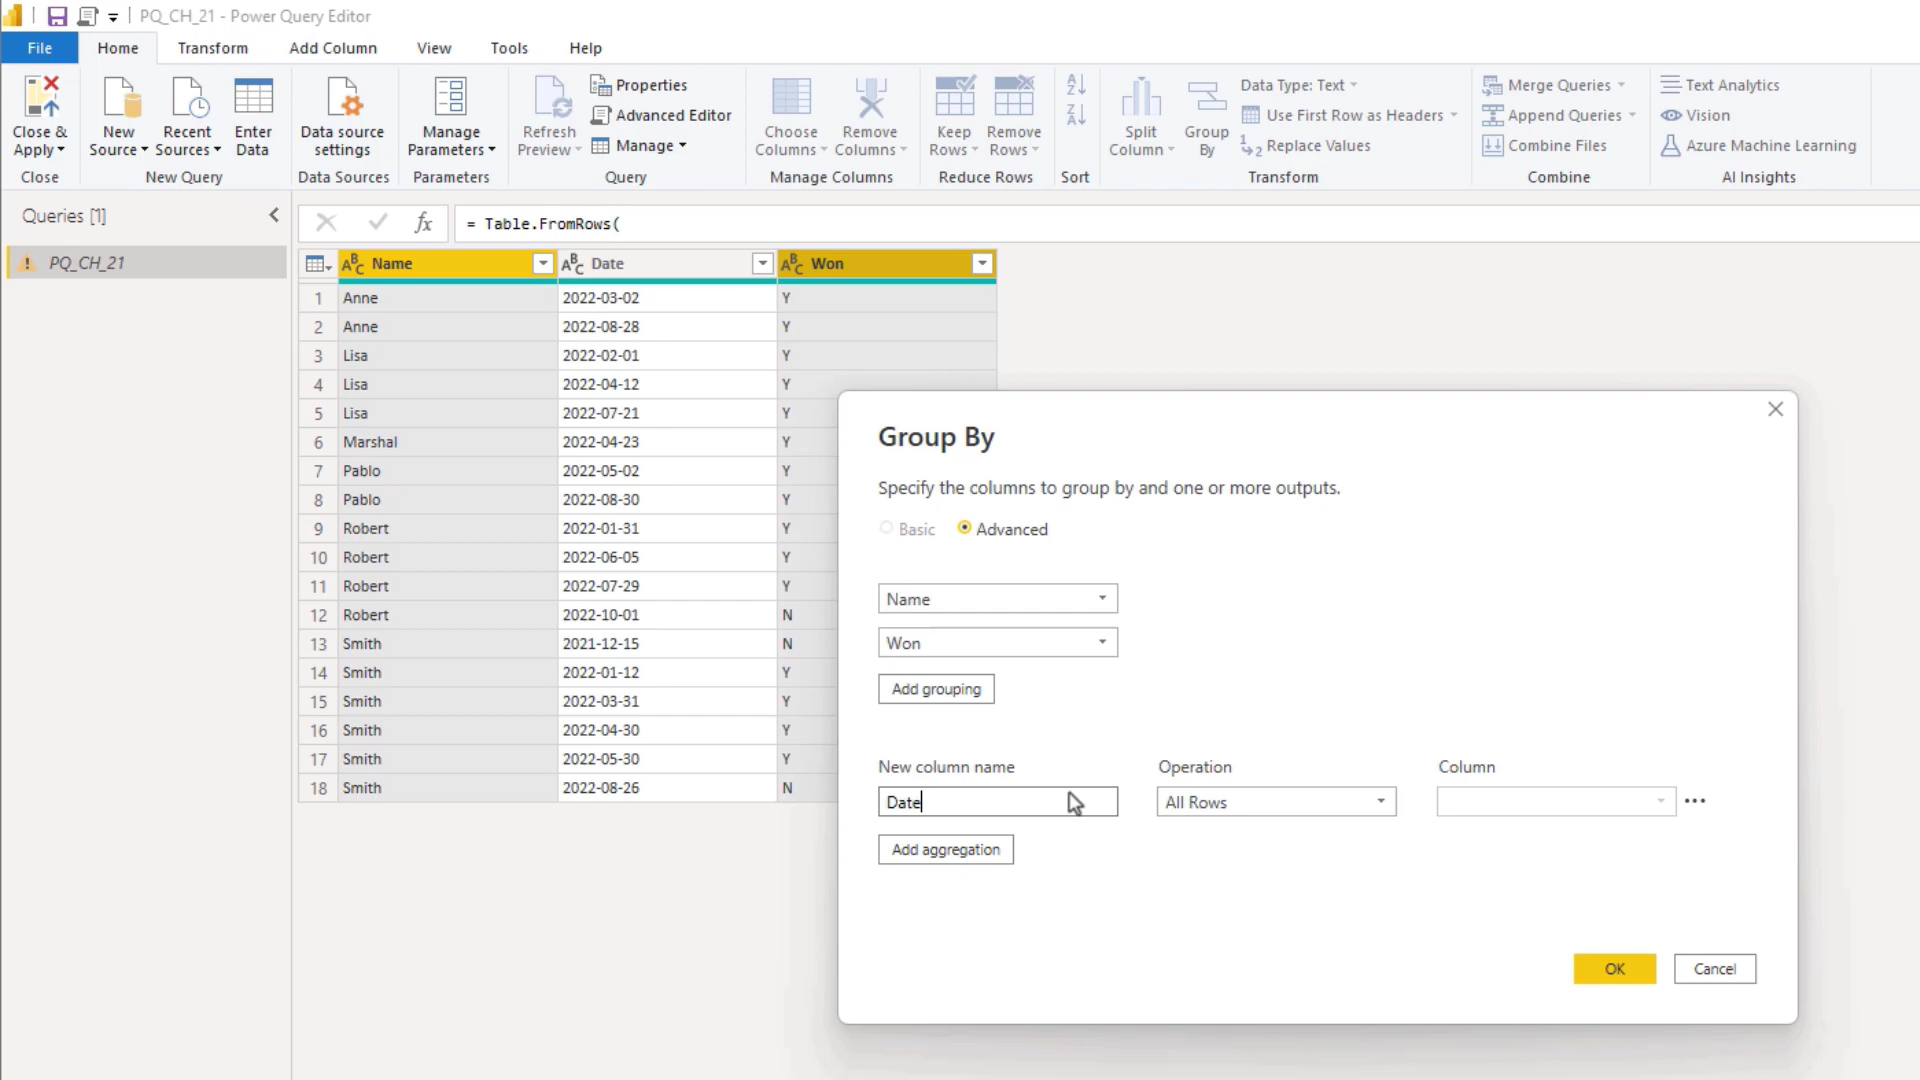 PQ_CH_21 - Power Query Editor
File Home Transform Add Column View Tools Help
Close & Apply
New Source
Recent Sources
Enter Data
Data source settings
Manage Parameters
Refresh Preview
Properties
Advanced Editor
Manage
Choose Columns
Remove Columns
Keep Rows
Remove Rows
Split Column
Group By
Data Type: Text
Use First Row as Headers
Replace Values
Merge Queries
Append Queries
Combine Files
Text Analytics
Vision
Azure Machine Learning
Close New Query Data Sources Parameters Query Manage Columns Reduce Rows Sort Transform Combine AI Insights
Queries [1]
PQ_CH_21
fx = Table.FromRows(
Name Date Won
1 Anne 2022-03-02 Y
2 Anne 2022-08-28 Y
3 Lisa 2022-02-01 Y
4 Lisa 2022-04-12 Y
5 Lisa 2022-07-21 Y
6 Marshal 2022-04-23 Y
7 Pablo 2022-05-02 Y
8 Pablo 2022-08-30 Y
9 Robert 2022-01-31 Y
10 Robert 2022-06-05 Y
11 Robert 2022-07-29 Y
12 Robert 2022-10-01 N
13 Smith 2021-12-15 N
14 Smith 2022-01-12 Y
15 Smith 2022-03-31 Y
16 Smith 2022-04-30 Y
17 Smith 2022-05-30 Y
18 Smith 2022-08-26 N
Group By
Specify the columns to group by and one or more outputs.
Basic Advanced
Name
Won
Add grouping
New column name Operation Column
Date All Rows
Add aggregation
OK Cancel